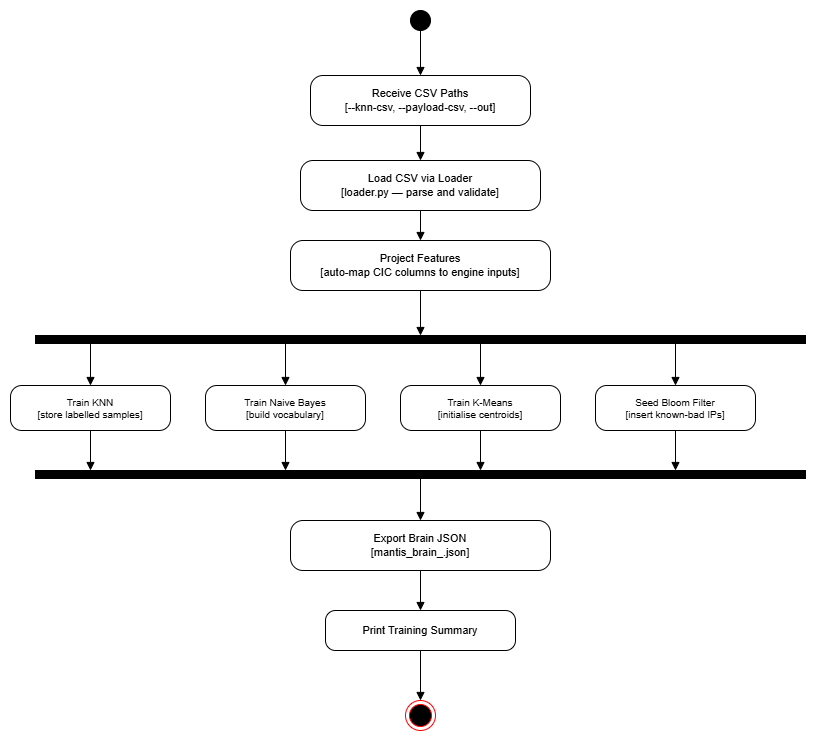 Receive CSV Paths
[--knn-csv, --payload-csv, --out]
Load CSV via Loader
[loader.py — parse and validate]
Project Features
[auto-map CIC columns to engine inputs]
Train KNN
[store labelled samples]
Train Naive Bayes
[build vocabulary]
Train K-Means
[initialise centroids]
Seed Bloom Filter
[insert known-bad IPs]
Export Brain JSON
[mantis_brain_.json]
Print Training Summary